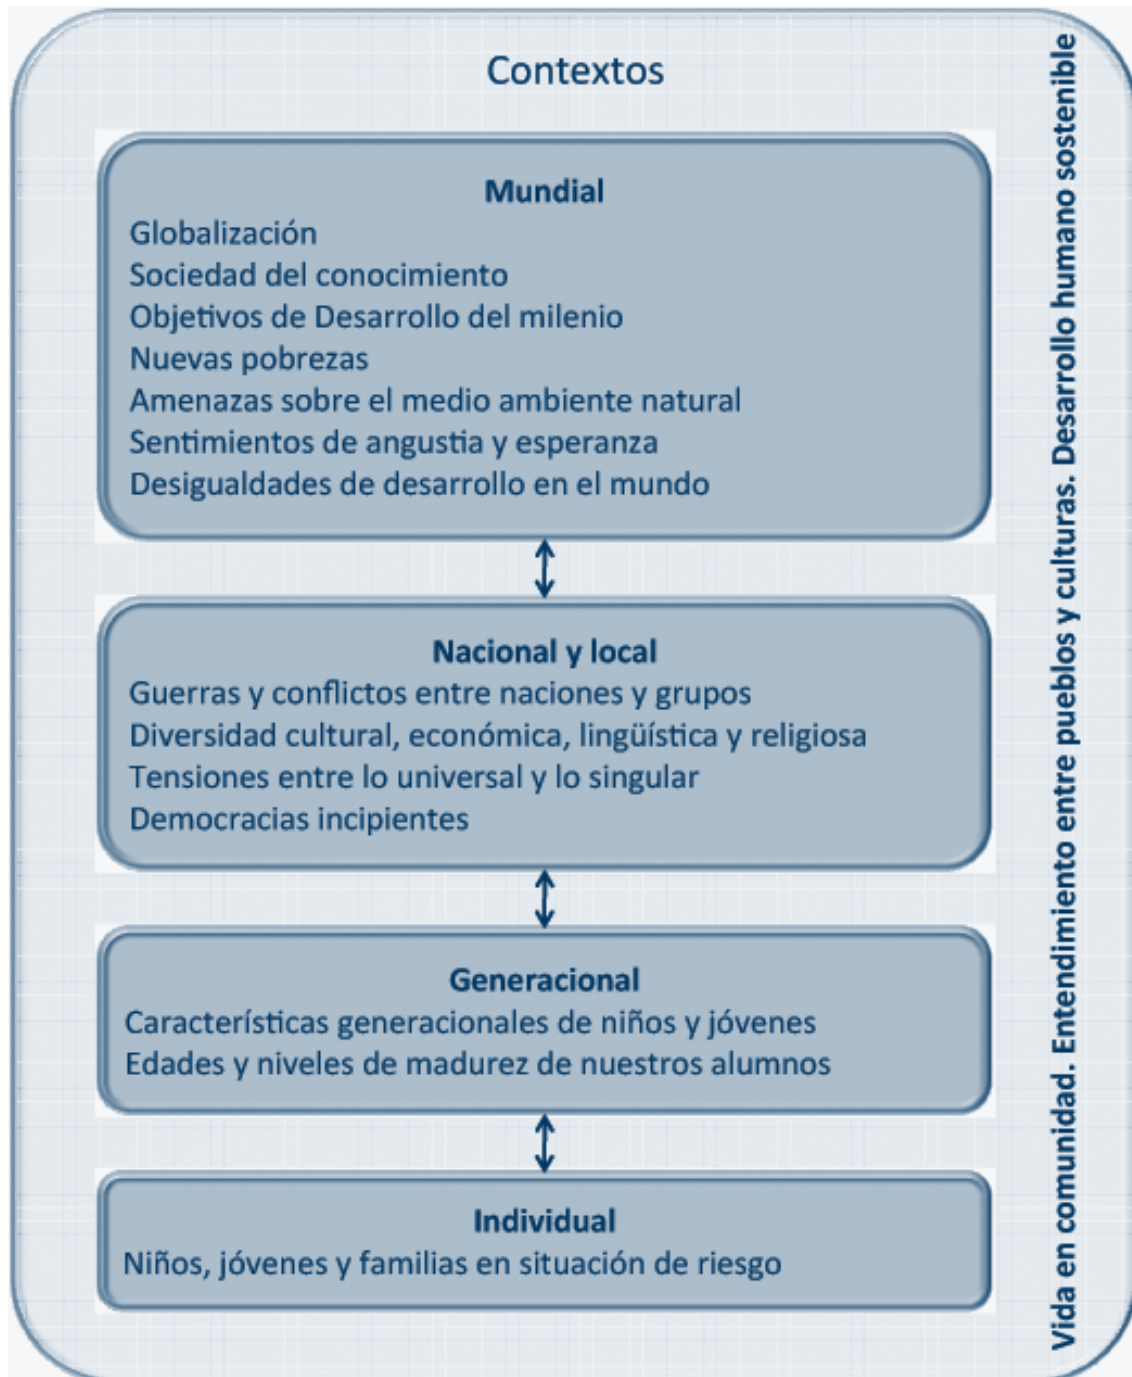 Contextos
Mundial
Globalización
Sociedad del conocimiento
Objetivos de Desarrollo del milenio
Nuevas pobrezas
Amenazas sobre el medio ambiente natural
Sentimientos de angustia y esperanza
Desigualdades de desarrollo en el mundo
Nacional y local
Guerras y conflictos entre naciones y grupos
Diversidad cultural, económica, lingüística y religiosa
Tensiones entre lo universal y lo singular
Democracias incipientes
Generacional
Características generacionales de niños y jóvenes
Edades y niveles de madurez de nuestros alumnos
Individual
Niños, jóvenes y familias en situación de riesgo
Vida en comunidad. Entendimiento entre pueblos y culturas. Desarrollo humano sostenible